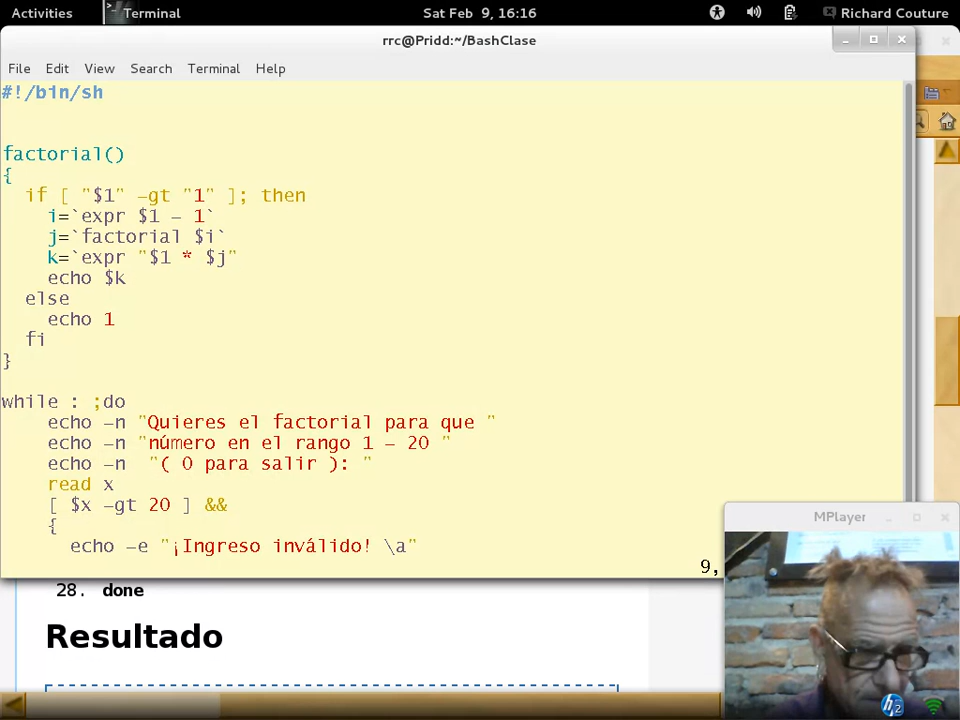 Activities
Terminal
Sat Feb 9, 16:16
Richard Couture
rrc@Pridd:~/BashClase
File Edit View Search Terminal Help
#!/bin/sh
factorial()
{
if [ "$1" -gt "1" ]; then
i=`expr $1 - 1`
j=`factorial $i`
k=`expr "$1 * $j"
echo $k
else
echo 1
fi
}
while : ;do
echo -n "Quieres el factorial para que "
echo -n "número en el rango 1 - 20 "
echo -n "( 0 para salir ): "
read x
[ $x -gt 20 ] &&
{
echo -e "¡Ingreso inválido! \a"
9,
MPlayer
28. done
Resultado
hp
2